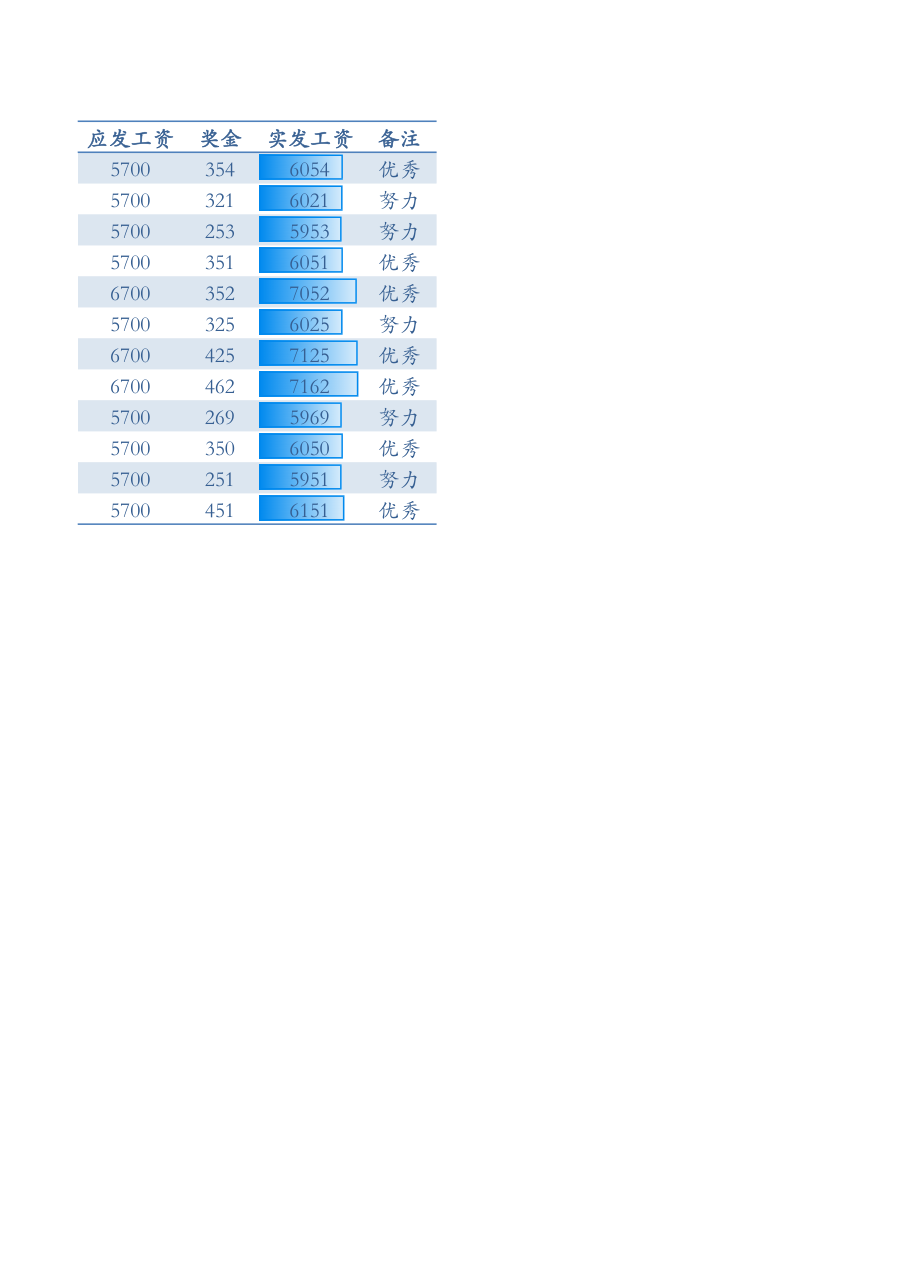 应发工资 奖金 实发工资 备注
5700 354 6054 优秀
5700 321 6021 努力
5700 253 5953 努力
5700 351 6051 优秀
6700 352 7052 优秀
5700 325 6025 努力
6700 425 7125 优秀
6700 462 7162 优秀
5700 269 5969 努力
5700 350 6050 优秀
5700 251 5951 努力
5700 451 6151 优秀